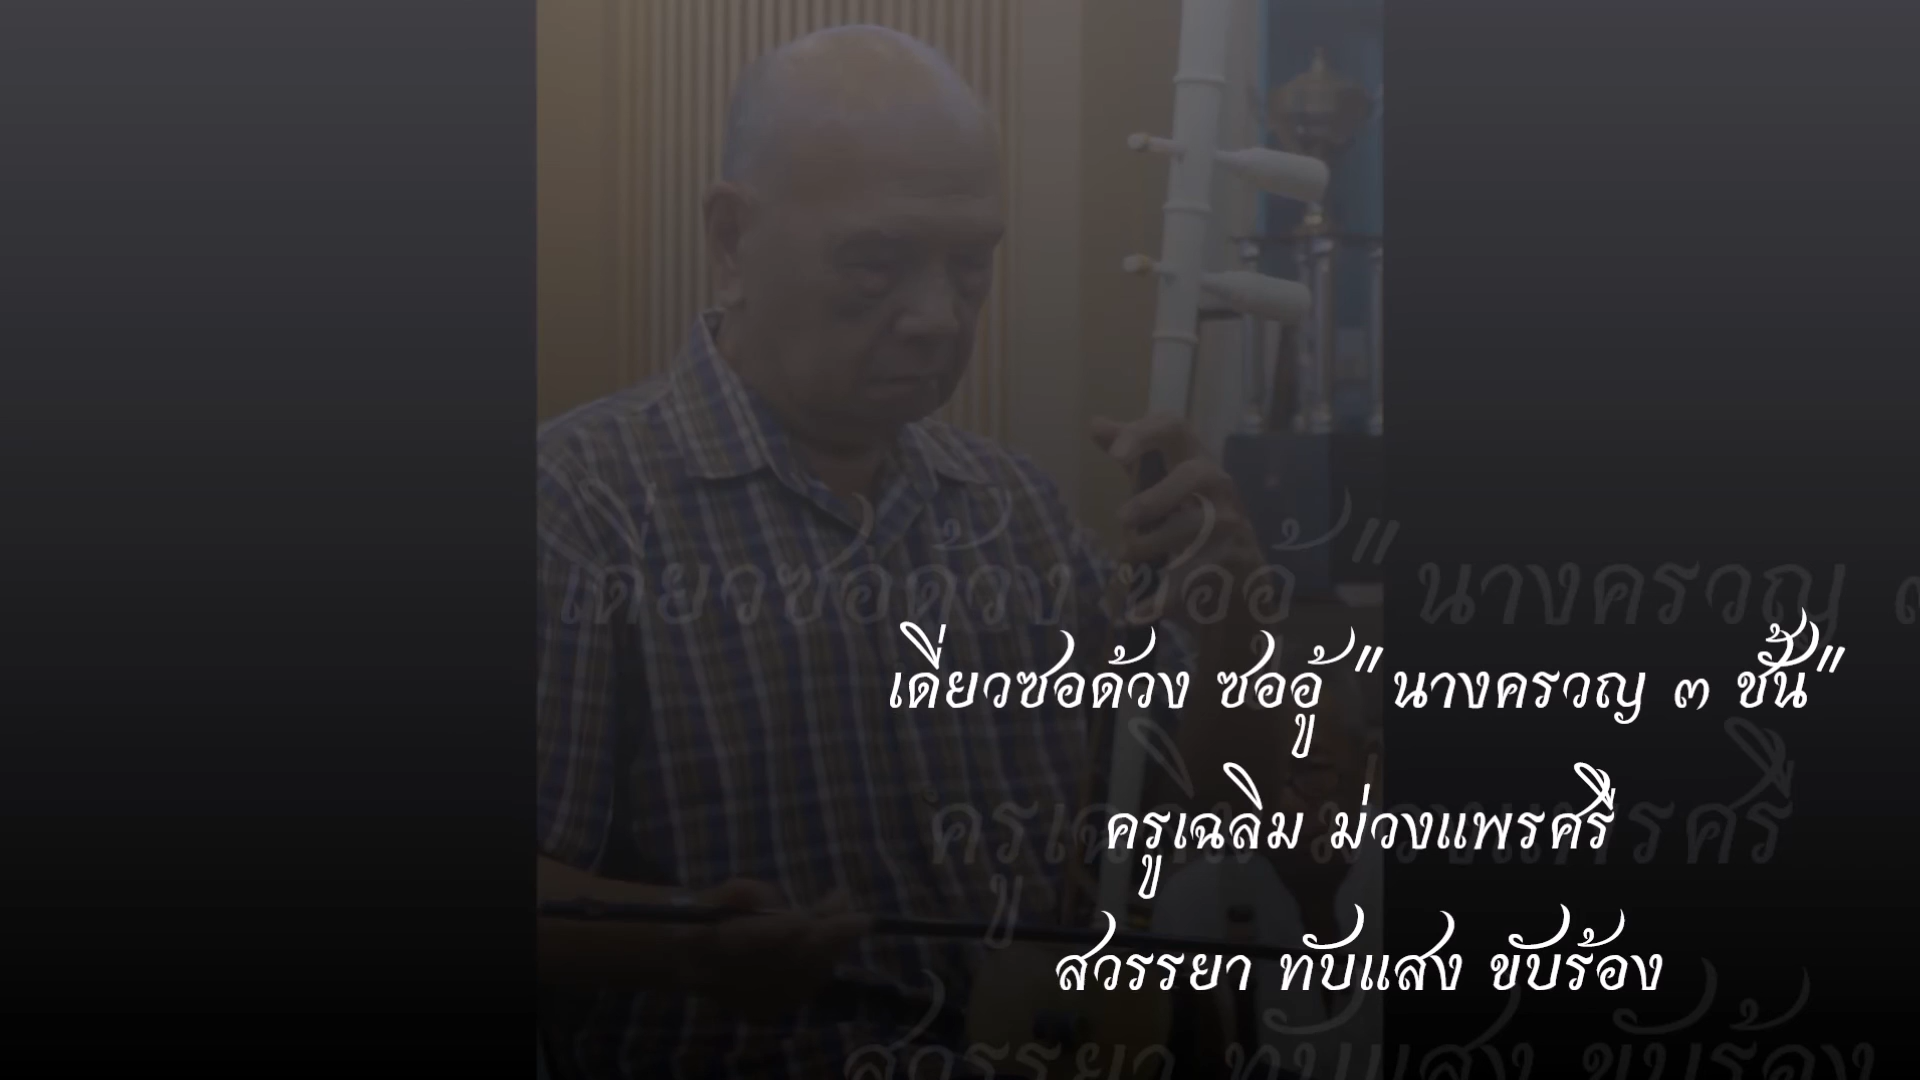 เดี่ยวซอด้วง ซออู้ "นางครวญ ๓ ชั้น"
ครูเฉลิม ม่วงแพรศรี
สวรรยา ทับแสง ขับร้อง